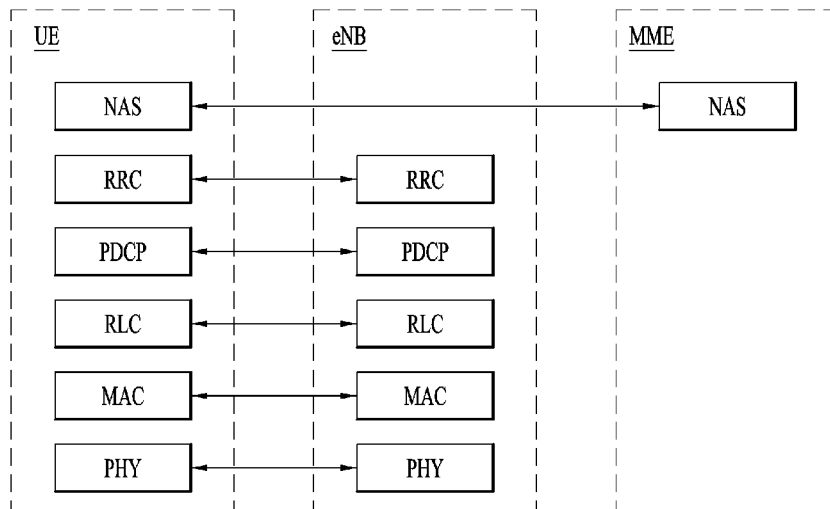 UE eNB MME
NAS NAS
RRC RRC
PDCP PDCP
RLC RLC
MAC MAC
PHY PHY